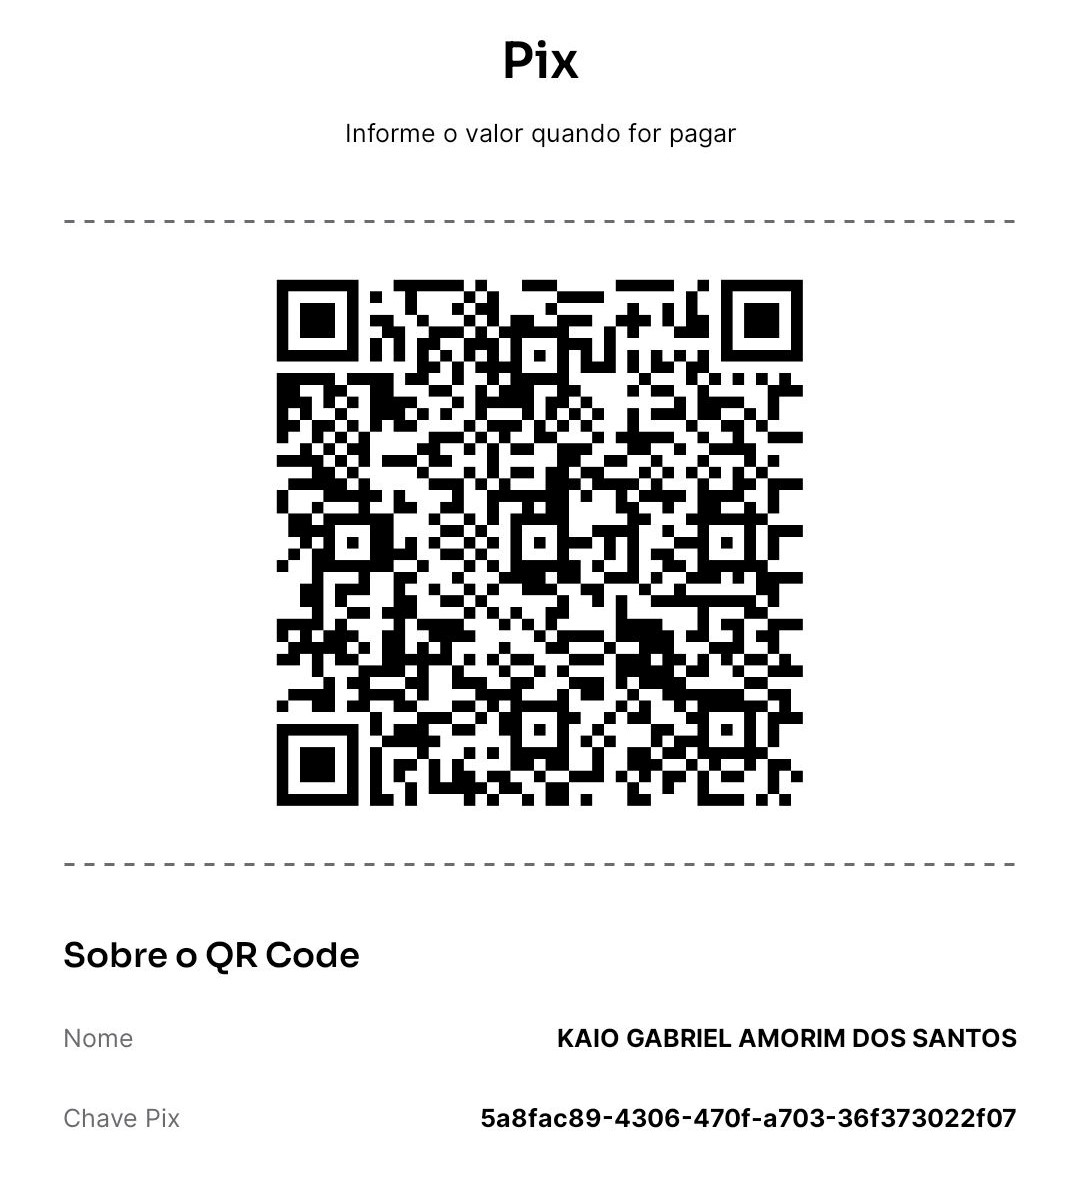 Pix
Informe o valor quando for pagar
Sobre o QR Code
Nome
KAIO GABRIEL AMORIM DOS SANTOS
Chave Pix
5a8fac89-4306-470f-a703-36f373022f07